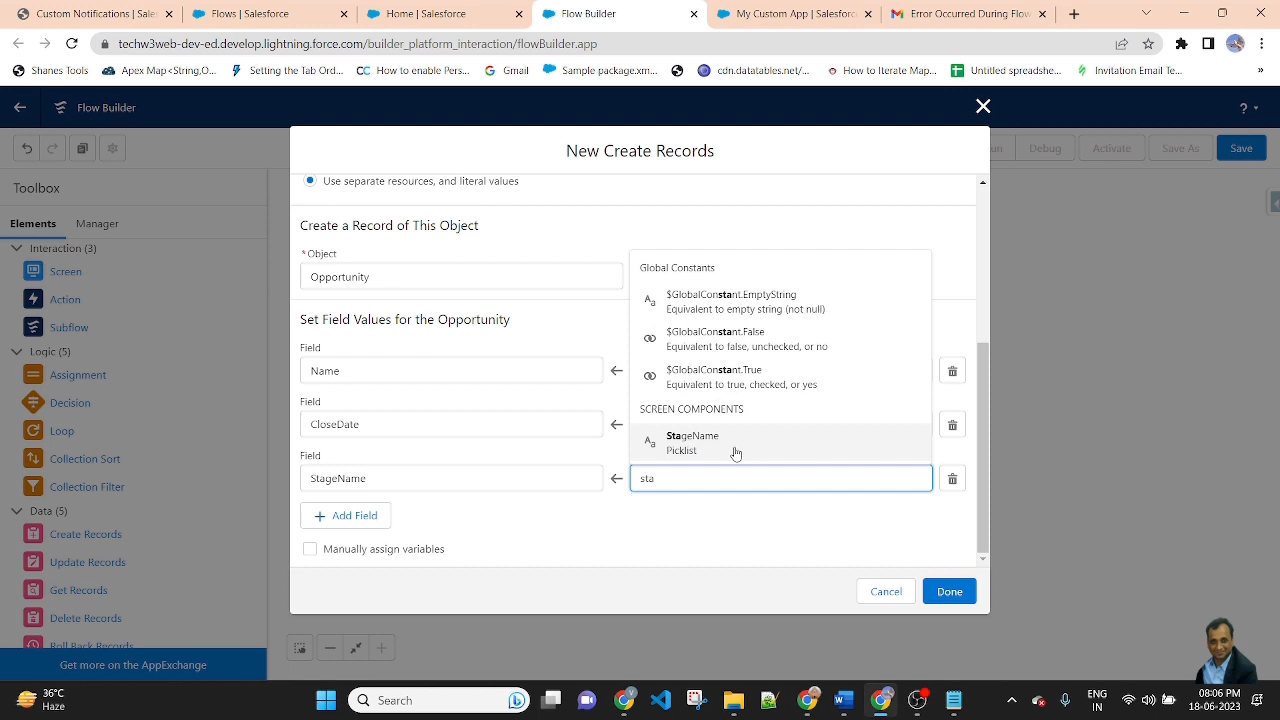 Current Outages | Salesforce
Flows | Salesforce
Home | Salesforce
Flow Builder
My Custom App | Salesforce
Error Occurred During Flow
techw3web-dev-ed.develop.lightning.force.com/builder_platform_interaction/flowBuilder.app
Shanes Tools
Apex Map<String,O...
Setting the Tab Ord...
CC How to enable Pers...
Gmail
Sample package.xm...
cdn.datatables.net/...
How to Iterate Map...
Untitled spreadshe...
Invitation Email Te...
»
Flow Builder
?
un
Debug
Activate
Save As
Save
Toolbox
Elements
Manager
Interaction (3)
Screen
Action
Subflow
Logic (5)
Assignment
Decision
Loop
Collection Sort
Collection Filter
Data (5)
Create Records
Update Records
Get Records
Delete Records
Roll Back Records
Get more on the AppExchange
New Create Records
Use separate resources, and literal values
Create a Record of This Object
*Object
Opportunity
Set Field Values for the Opportunity
Field
Name
Field
CloseDate
Field
StageName
Global Constants
$GlobalConstant.EmptyString
Equivalent to empty string (not null)
$GlobalConstant.False
Equivalent to false, unchecked, or no
$GlobalConstant.True
Equivalent to true, checked, or yes
SCREEN COMPONENTS
StageName
Picklist
sta
+ Add Field
Manually assign variables
Cancel
Done
36°C
Haze
Search
ENG
IN
08:06 PM
18-06-2023